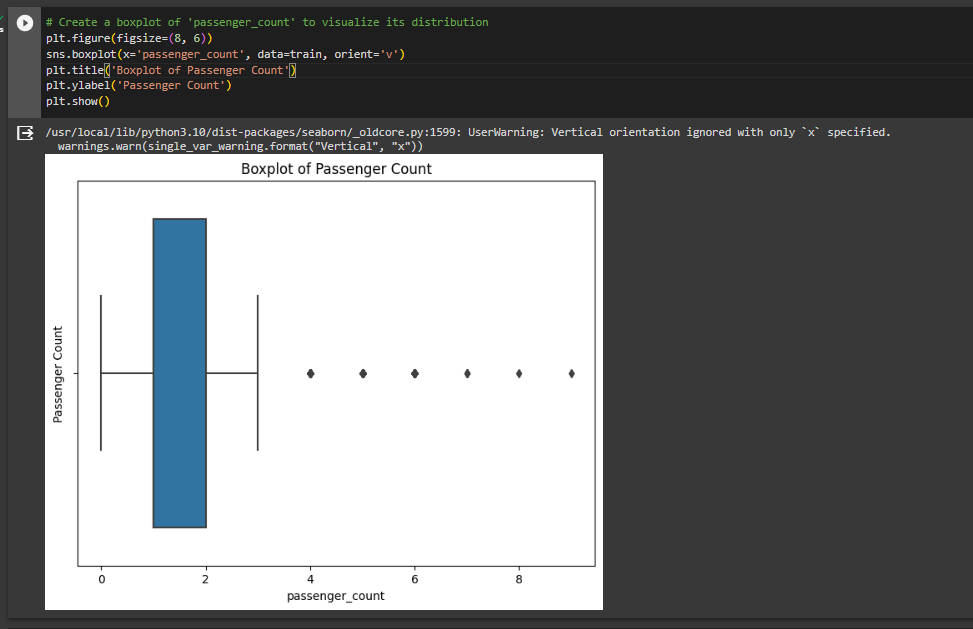 # Create a boxplot of 'passenger_count' to visualize its distribution
plt.figure(figsize=(8, 6))
sns.boxplot(x='passenger_count', data=train, orient='v')
plt.title('Boxplot of Passenger Count')
plt.ylabel('Passenger Count')
plt.show()
/usr/local/lib/python3.10/dist-packages/seaborn/_oldcore.py:1599: UserWarning: Vertical orientation ignored with only `x` specified.
warnings.warn(single_var_warning.format("Vertical", "x"))
Boxplot of Passenger Count
Passenger Count
0 2 4 6 8
passenger_count